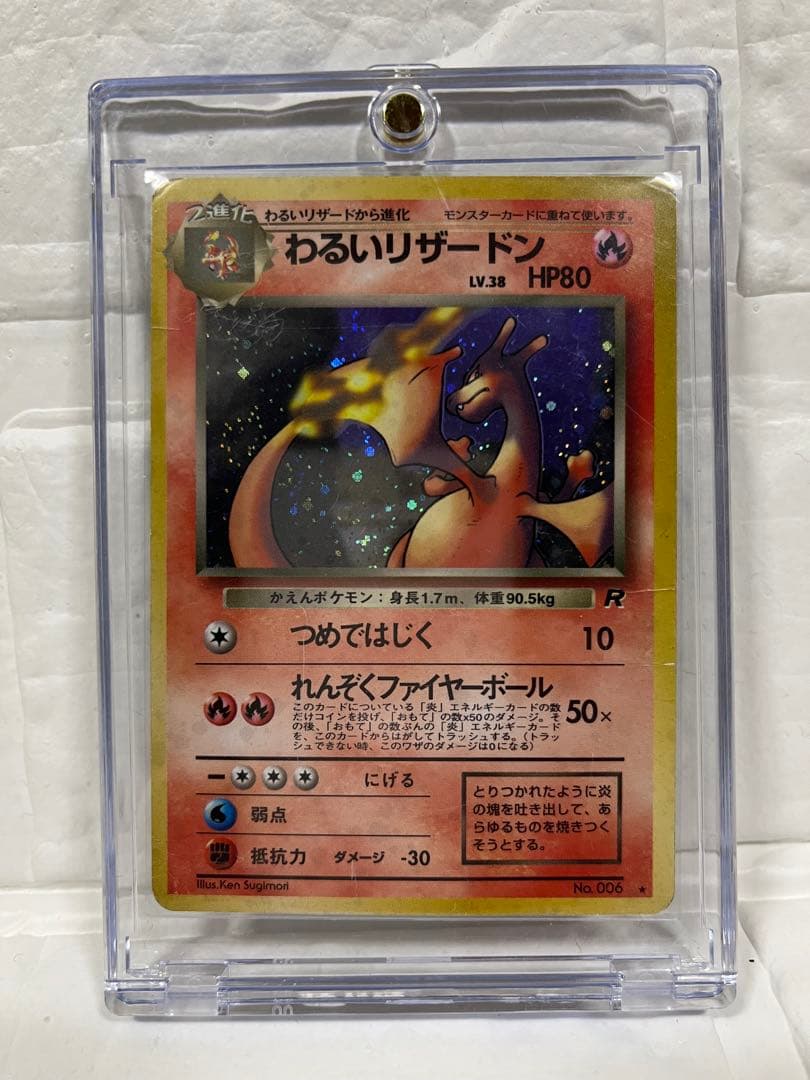 2進化 わるいリザードから進化 モンスターカードに重ねて使います。
わるいリザードン
LV.38 HP80
かえんポケモン：身長1.7m、体重90.5kg R
つめではじく 10
れんぞくファイヤーボール
このカードについている「炎」エネルギーカードの数
だけコインを投げ、「おもて」の数x50のダメージ。そ
の後、「おもて」の数ぶんの「炎」エネルギーカード
を、このカードからはがしてトラッシュする。（トラッ
シュできない時、このワザのダメージは0になる）
50×
にげる
弱点
抵抗力 ダメージ -30
とりつかれたように炎
の塊を吐き出して、あ
らゆるものを焼きつく
そうとする。
Illus.Ken Sugimori No. 006 ★